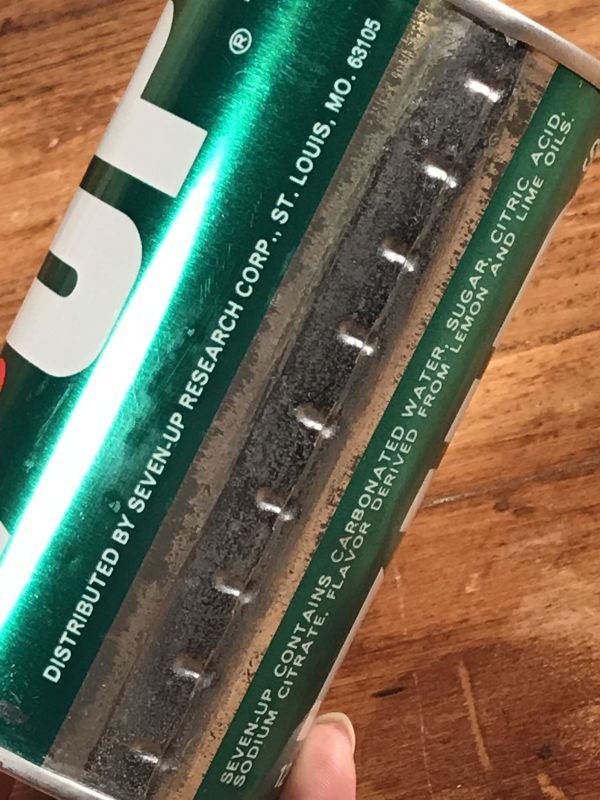 UP®
DISTRIBUTED BY SEVEN-UP RESEARCH CORP., ST. LOUIS, MO. 63105
SEVEN-UP CONTAINS CARBONATED WATER, SUGAR, CITRIC ACID,
SODIUM CITRATE, FLAVOR DERIVED FROM LEMON AND LIME OILS.